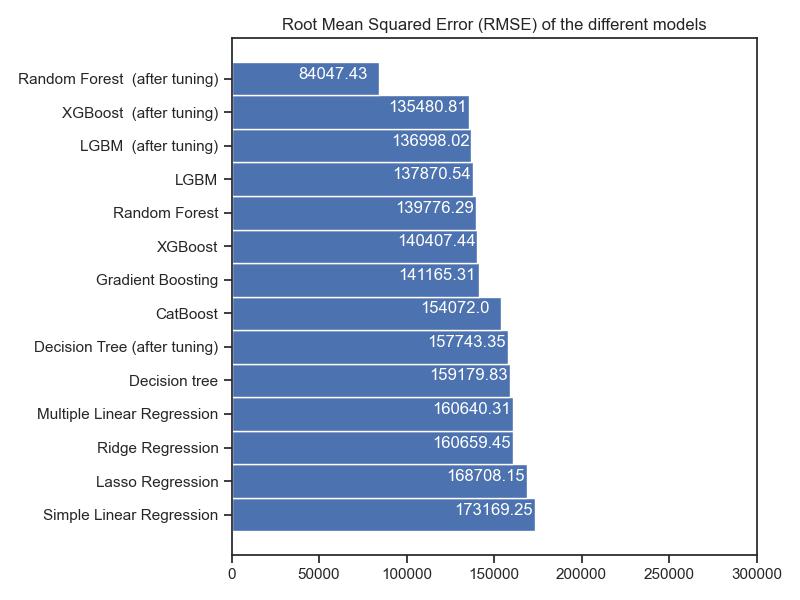 Root Mean Squared Error (RMSE) of the different models
Random Forest  (after tuning) 84047.43
XGBoost  (after tuning) 135480.81
LGBM  (after tuning) 136998.02
LGBM 137870.54
Random Forest 139776.29
XGBoost 140407.44
Gradient Boosting 141165.31
CatBoost 154072.0
Decision Tree (after tuning) 157743.35
Decision tree 159179.83
Multiple Linear Regression 160640.31
Ridge Regression 160659.45
Lasso Regression 168708.15
Simple Linear Regression 173169.25
0 50000 100000 150000 200000 250000 300000